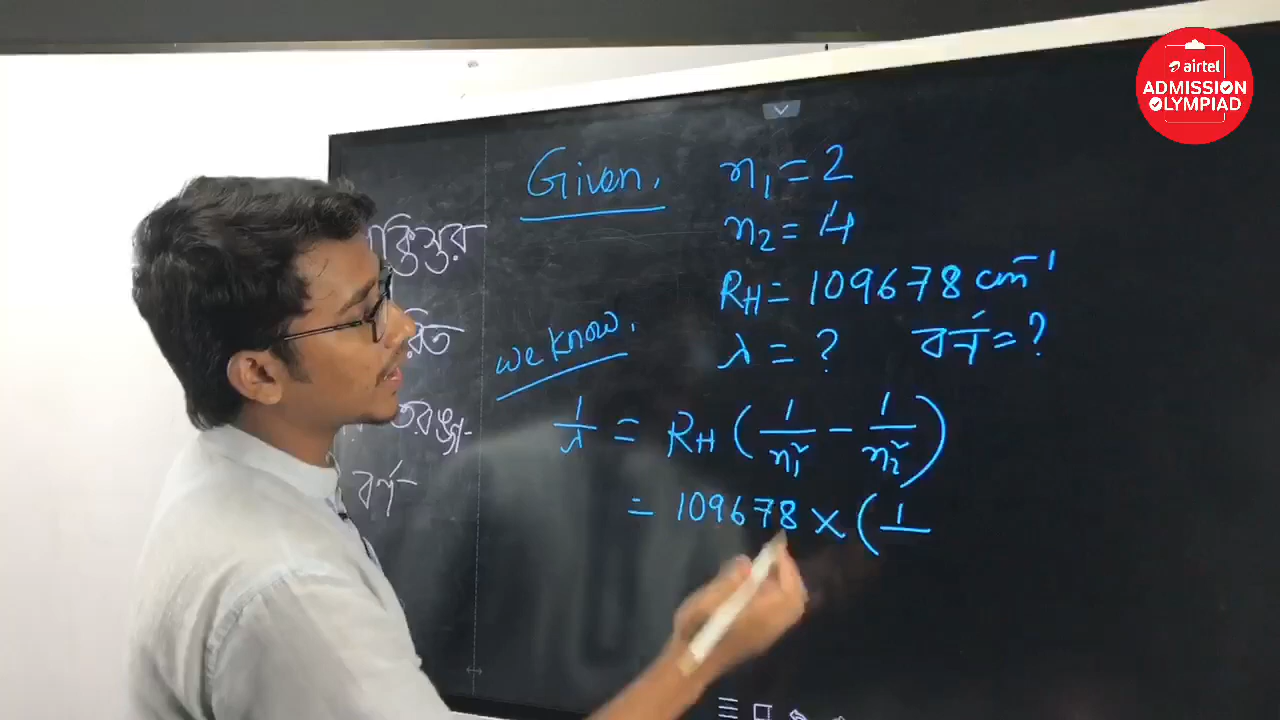 airtel
ADMISSION
OLYMPIAD
Given. n₁ = 2
n₂ = 4
R_H = 109678 cm⁻¹
λ = ? বর্ণ = ?
we know.
1/λ = R_H (1/n₁² − 1/n₂²)
= 109678 × (1/
বর্ণ-